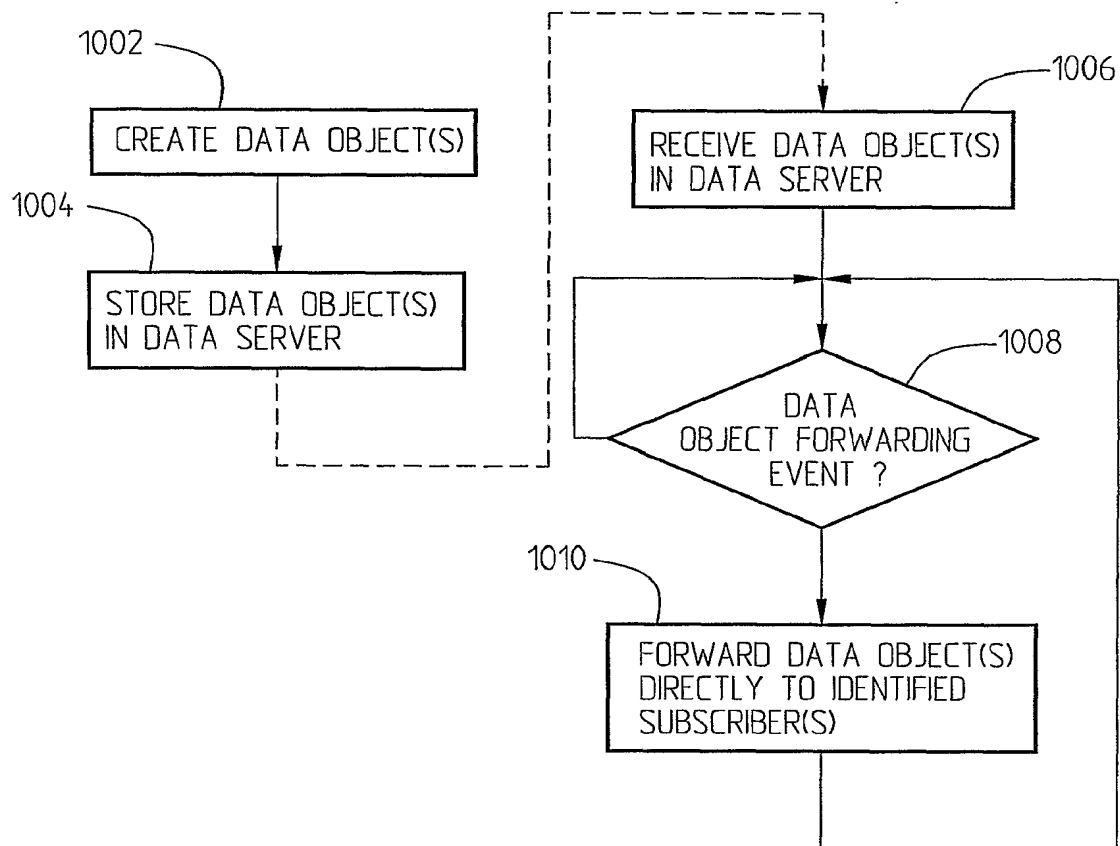 1002
CREATE DATA OBJECT(S)
1004
STORE DATA OBJECT(S)
IN DATA SERVER
1006
RECEIVE DATA OBJECT(S)
IN DATA SERVER
1008
DATA
OBJECT FORWARDING
EVENT ?
1010
FORWARD DATA OBJECT(S)
DIRECTLY TO IDENTIFIED
SUBSCRIBER(S)